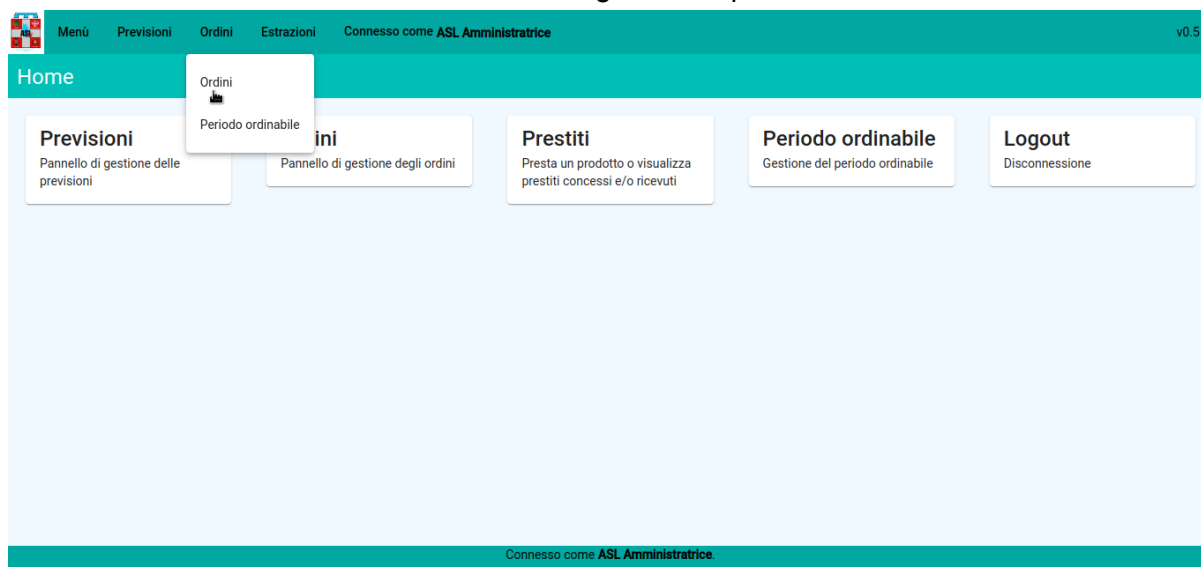 ASL
Menù Previsioni Ordini Estrazioni Connesso come ASL Amministratrice v0.5
Home
Ordini
Periodo ordinabile
Previsioni
Pannello di gestione delle
previsioni
ini
Pannello di gestione degli ordini
Prestiti
Presta un prodotto o visualizza
prestiti concessi e/o ricevuti
Periodo ordinabile
Gestione del periodo ordinabile
Logout
Disconnessione
Connesso come ASL Amministratrice.